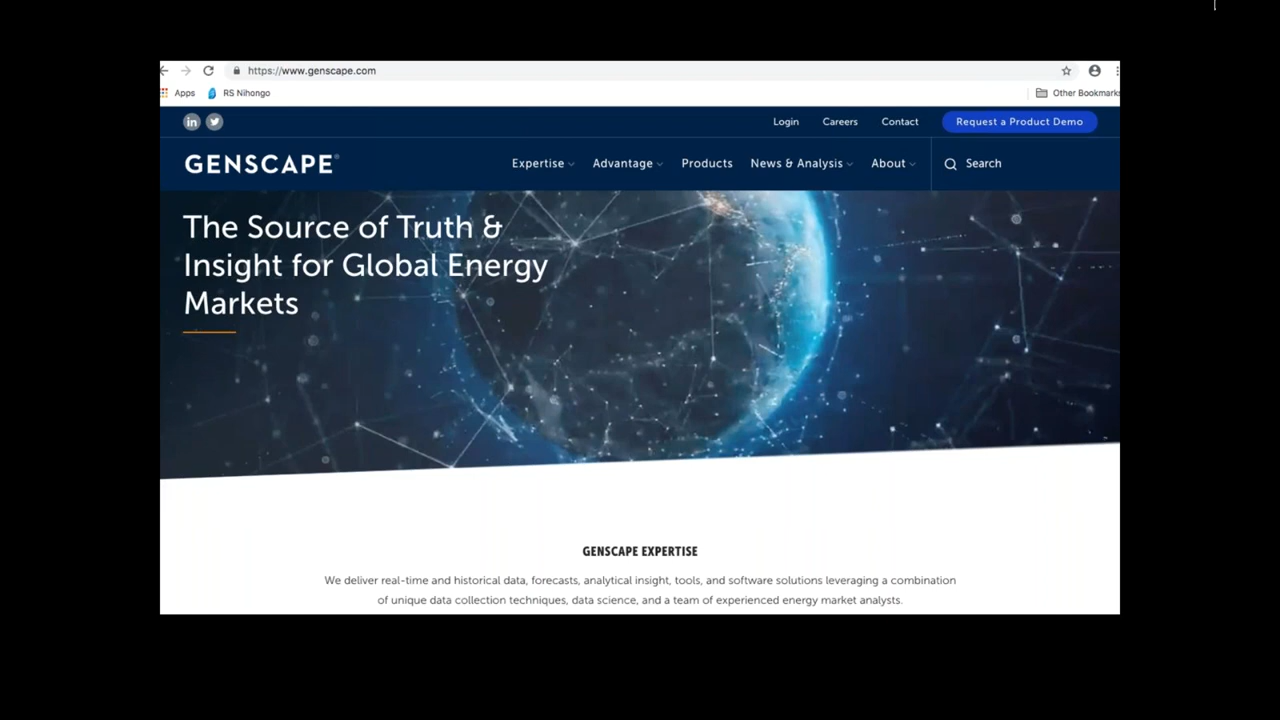 https://www.genscape.com
Apps RS Nihongo Other Bookmarks
in Login Careers Contact Request a Product Demo
GENSCAPE® Expertise Advantage Products News & Analysis About Search
The Source of Truth &
Insight for Global Energy
Markets
GENSCAPE EXPERTISE
We deliver real-time and historical data, forecasts, analytical insight, tools, and software solutions leveraging a combination
of unique data collection techniques, data science, and a team of experienced energy market analysts.